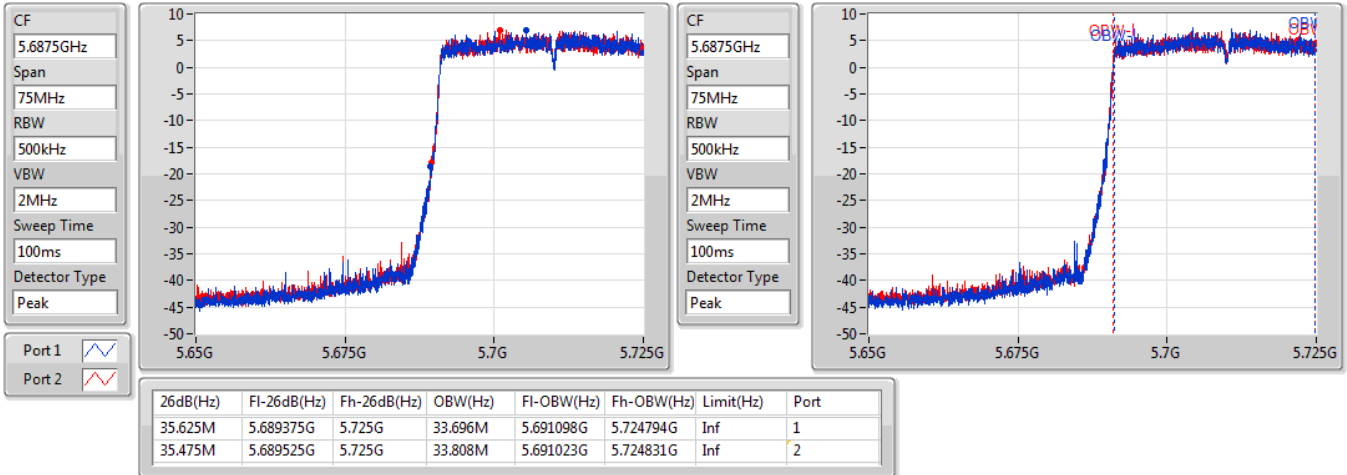 CF
5.6875GHz
Span
75MHz
RBW
500kHz
VBW
2MHz
Sweep Time
100ms
Detector Type
Peak
Port 1
Port 2
10
5
0
-5
-10
-15
-20
-25
-30
-35
-40
-45
-50
5.65G 5.675G 5.7G 5.725G
CF
5.6875GHz
Span
75MHz
RBW
500kHz
VBW
2MHz
Sweep Time
100ms
Detector Type
Peak
10
5
0
-5
-10
-15
-20
-25
-30
-35
-40
-45
-50
OBW-L
5.65G 5.675G 5.7G 5.725G
26dB(Hz) Fl-26dB(Hz) Fh-26dB(Hz) OBW(Hz) Fl-OBW(Hz) Fh-OBW(Hz) Limit(Hz) Port
35.625M 5.689375G 5.725G 33.696M 5.691098G 5.724794G Inf 1
35.475M 5.689525G 5.725G 33.808M 5.691023G 5.724831G Inf 2